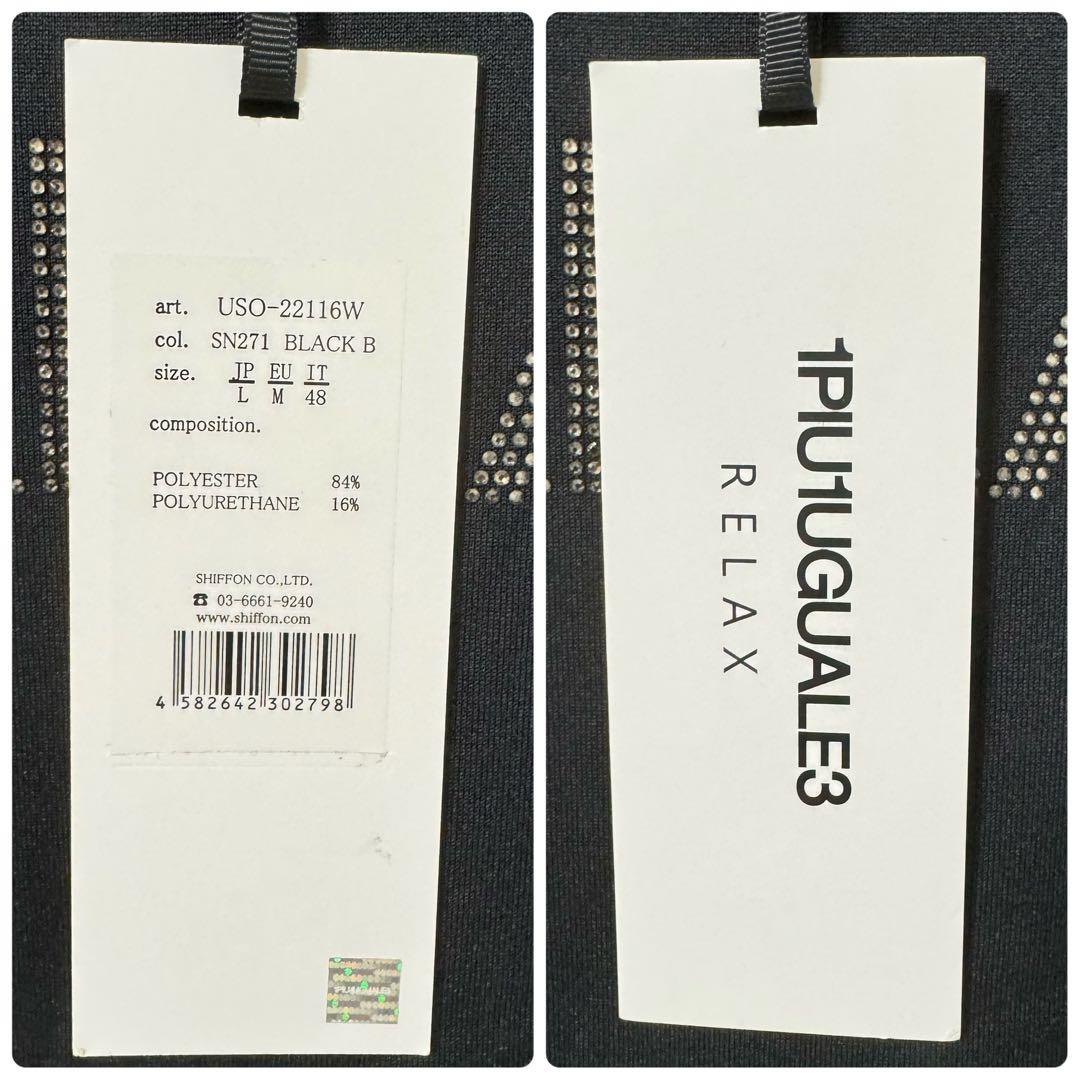 art. USO-22116W
col. SN271 BLACK B
size. JP EU IT
L M 48
composition.
POLYESTER 84%
POLYURETHANE 16%
SHIFFON CO.,LTD.
☎ 03-6661-9240
www.shiffon.com
4 582642 302798
1PIU1UGUALE3
1PIU1UGUALE3
RELAX